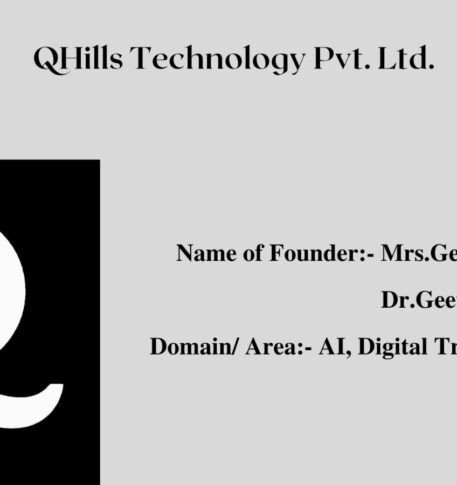 QHills Technology Pvt. Ltd.
Name of Founder:- Mrs.Ge
Dr.Gee
Domain/ Area:- AI, Digital Tr